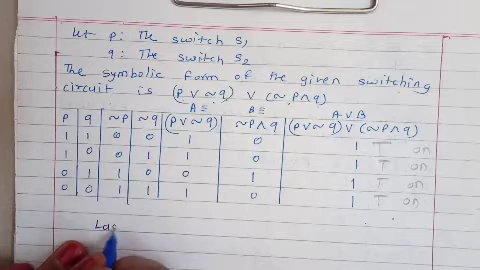 Let p: The switch S1
q: The switch S2
The symbolic form of the given switching
circuit is (p ∨ ~q) ∨ (~p ∧ q)
A ≡ B ≡ A ∨ B
p q ~p ~q (p ∨ ~q) ~p ∧ q (p ∨ ~q) ∨ (~p ∧ q)
1 1 0 0 1 0 1 T on
1 0 0 1 1 0 1 T on
0 1 1 0 0 1 1 T on
0 0 1 1 1 0 1 T on